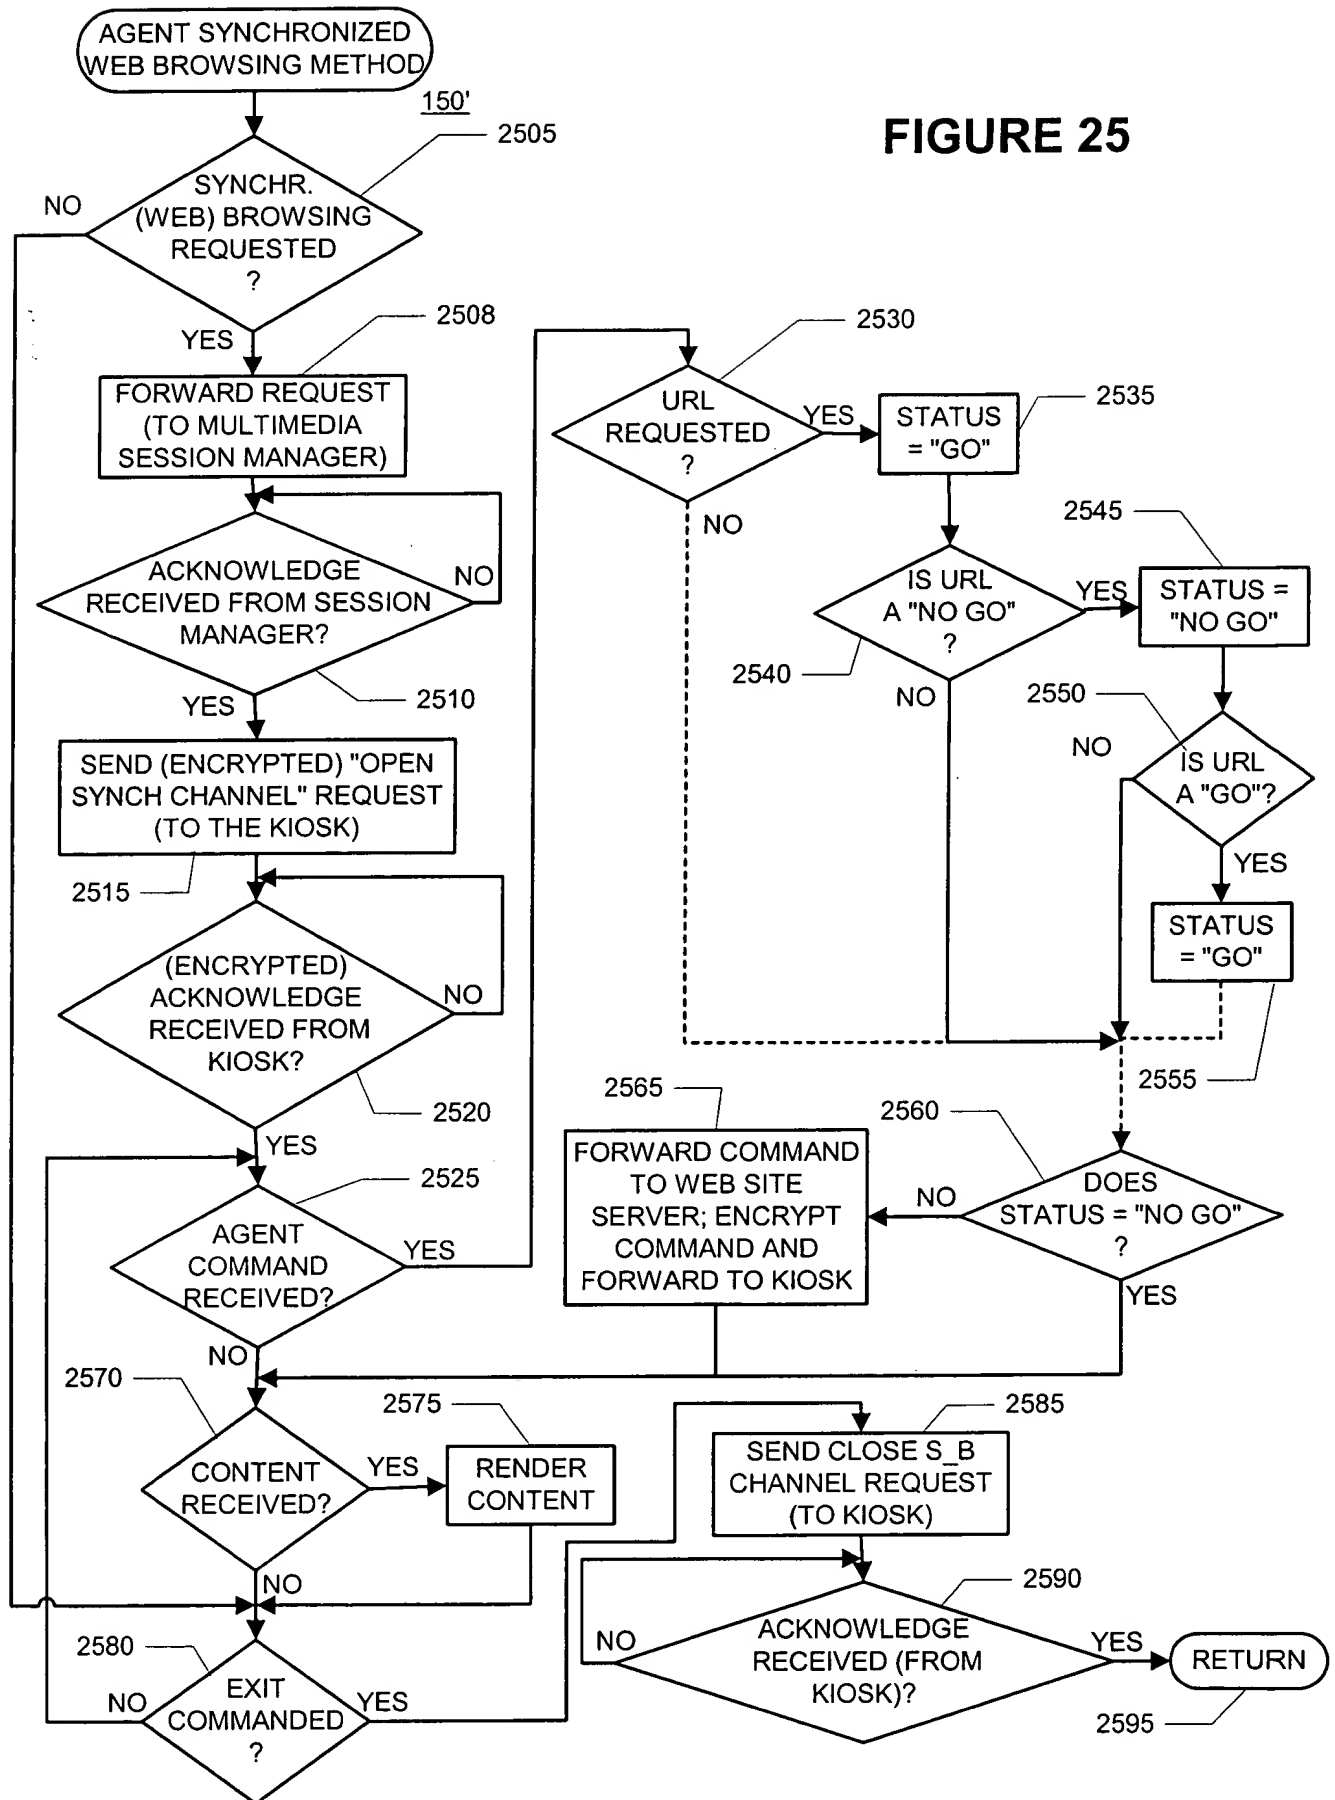 AGENT SYNCHRONIZED
WEB BROWSING METHOD
150'
FIGURE 25
2505
SYNCHR.
(WEB) BROWSING
REQUESTED
?
NO
YES
2508
FORWARD REQUEST
(TO MULTIMEDIA
SESSION MANAGER)
ACKNOWLEDGE
RECEIVED FROM SESSION
MANAGER?
NO
2510
YES
SEND (ENCRYPTED) "OPEN
SYNCH CHANNEL" REQUEST
(TO THE KIOSK)
2515
(ENCRYPTED)
ACKNOWLEDGE
RECEIVED FROM
KIOSK?
NO
2520
YES
2525
AGENT
COMMAND
RECEIVED?
YES
NO
2530
URL
REQUESTED
?
YES
NO
2535
STATUS
= "GO"
2540
IS URL
A "NO GO"
?
YES
NO
2545
STATUS =
"NO GO"
2550
IS URL
A "GO"?
NO
YES
STATUS
= "GO"
2555
2560
DOES
STATUS = "NO GO"
?
NO
YES
2565
FORWARD COMMAND
TO WEB SITE
SERVER; ENCRYPT
COMMAND AND
FORWARD TO KIOSK
2570
CONTENT
RECEIVED?
YES
NO
2575
RENDER
CONTENT
2580
EXIT
COMMANDED
?
NO
YES
2585
SEND CLOSE S_B
CHANNEL REQUEST
(TO KIOSK)
2590
ACKNOWLEDGE
RECEIVED (FROM
KIOSK)?
NO
YES
RETURN
2595